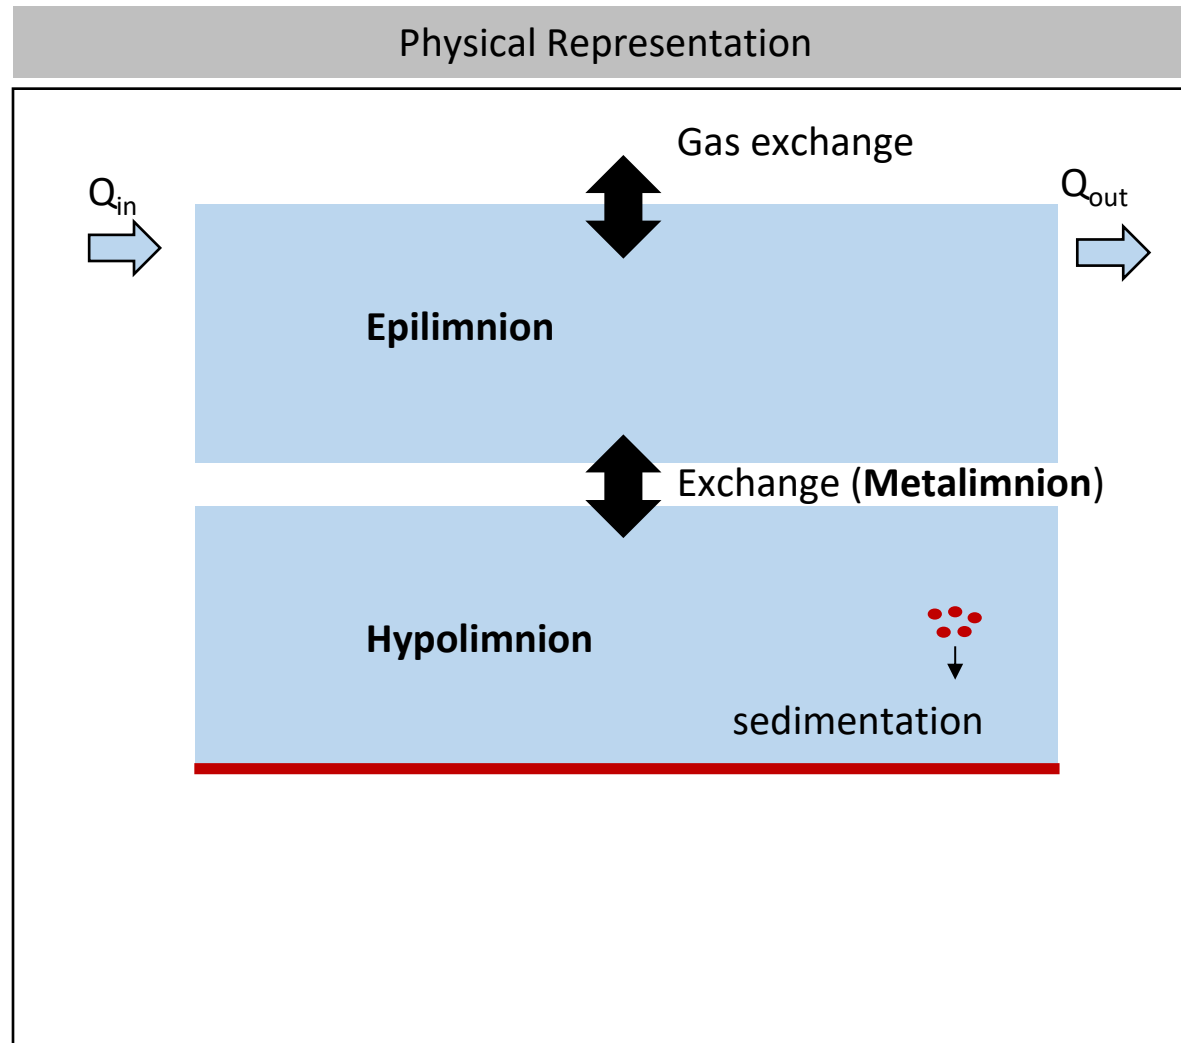 Physical Representation
Gas exchange
Qin
Qout
Epilimnion
Exchange (Metalimnion)
Hypolimnion
sedimentation